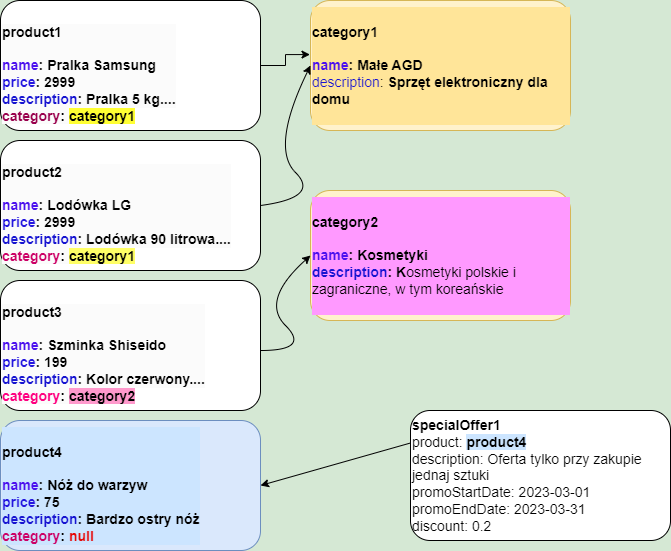 product1
name: Pralka Samsung
price: 2999
description: Pralka 5 kg....
category: category1
product2
name: Lodówka LG
price: 2999
description: Lodówka 90 litrowa....
category: category1
product3
name: Szminka Shiseido
price: 199
description: Kolor czerwony....
category: category2
product4
name: Nóż do warzyw
price: 75
description: Bardzo ostry nóż
category: null
category1
name: Małe AGD
description: Sprzęt elektroniczny dla
domu
category2
name: Kosmetyki
description: Kosmetyki polskie i
zagraniczne, w tym koreańskie
specialOffer1
product: product4
description: Oferta tylko przy zakupie
jednaj sztuki
promoStartDate: 2023-03-01
promoEndDate: 2023-03-31
discount: 0.2